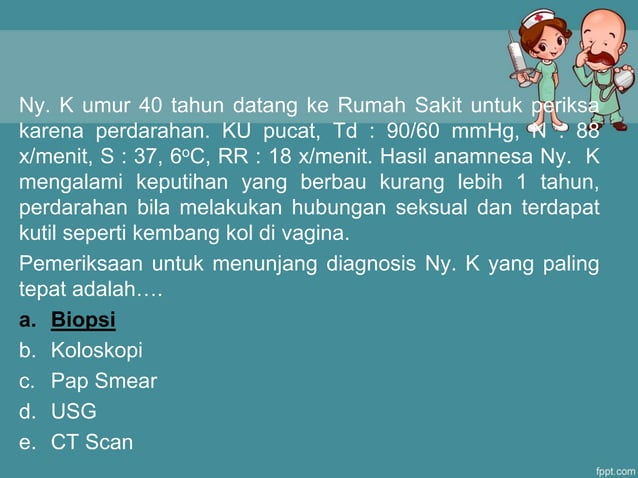 Ny. K umur 40 tahun datang ke Rumah Sakit untuk periksa
karena perdarahan. KU pucat, Td : 90/60 mmHg, N : 88
x/menit, S : 37, 6ºC, RR : 18 x/menit. Hasil anamnesa Ny. K
mengalami keputihan yang berbau kurang lebih 1 tahun,
perdarahan bila melakukan hubungan seksual dan terdapat
kutil seperti kembang kol di vagina.
Pemeriksaan untuk menunjang diagnosis Ny. K yang paling
tepat adalah….
a. Biopsi
b. Koloskopi
c. Pap Smear
d. USG
e. CT Scan
fppt.com